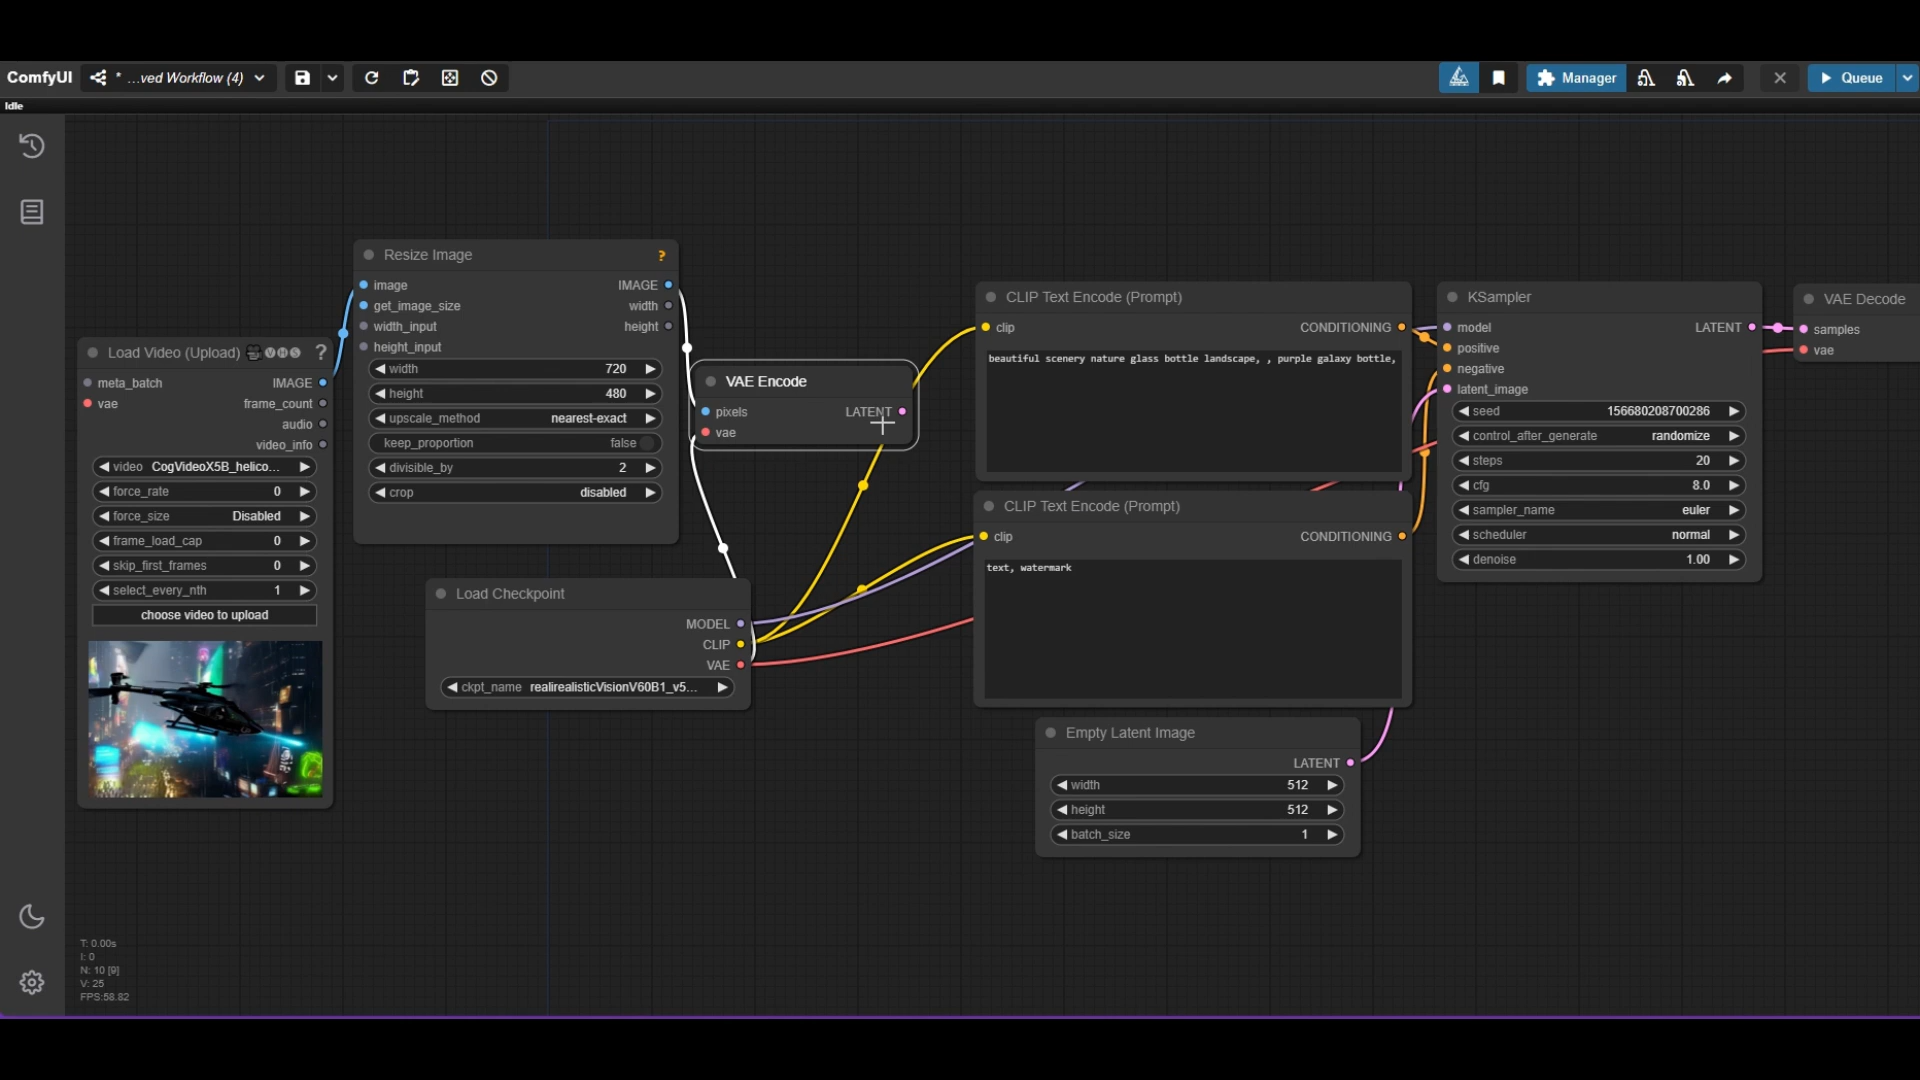 ComfyUI
* ...ved Workflow (4)
Manager
Queue
Idle
Resize Image
?
image IMAGE
get_image_size width
width_input height
height_input
width 720
height 480
upscale_method nearest-exact
keep_proportion false
divisible_by 2
crop disabled
Load Video (Upload) VHS ?
meta_batch IMAGE
vae frame_count
audio
video_info
video CogVideoX5B_helico...
force_rate 0
force_size Disabled
frame_load_cap 0
skip_first_frames 0
select_every_nth 1
choose video to upload
VAE Encode
pixels LATENT
vae
Load Checkpoint
MODEL
CLIP
VAE
ckpt_name realirealisticVisionV60B1_v5...
CLIP Text Encode (Prompt)
clip CONDITIONING
beautiful scenery nature glass bottle landscape, , purple galaxy bottle,
CLIP Text Encode (Prompt)
clip CONDITIONING
text, watermark
Empty Latent Image
LATENT
width 512
height 512
batch_size 1
KSampler
model LATENT
positive
negative
latent_image
seed 156680208700286
control_after_generate randomize
steps 20
cfg 8.0
sampler_name euler
scheduler normal
denoise 1.00
VAE Decode
samples
vae
T: 0.00s
I: 0
N: 10 [9]
V: 25
FPS:58.82